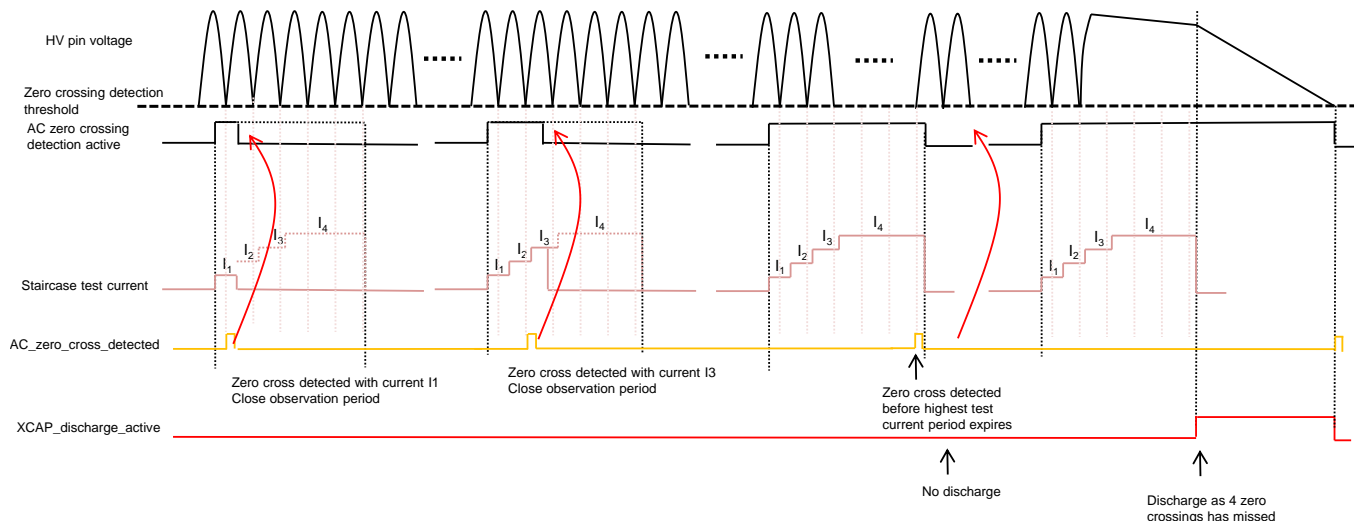 HV pin voltage
Zero crossing detection
threshold
AC zero crossing
detection active
I1
I2
I3
I4
I1
I2
I3
I4
I1
I2
I3
I4
I1
I2
I3
I4
Staircase test current
AC_zero_cross_detected
Zero cross detected with current I1
Close observation period
Zero cross detected with current I3
Close observation period
Zero cross detected
before highest test
current period expires
XCAP_discharge_active
No discharge
Discharge as 4 zero
crossings has missed